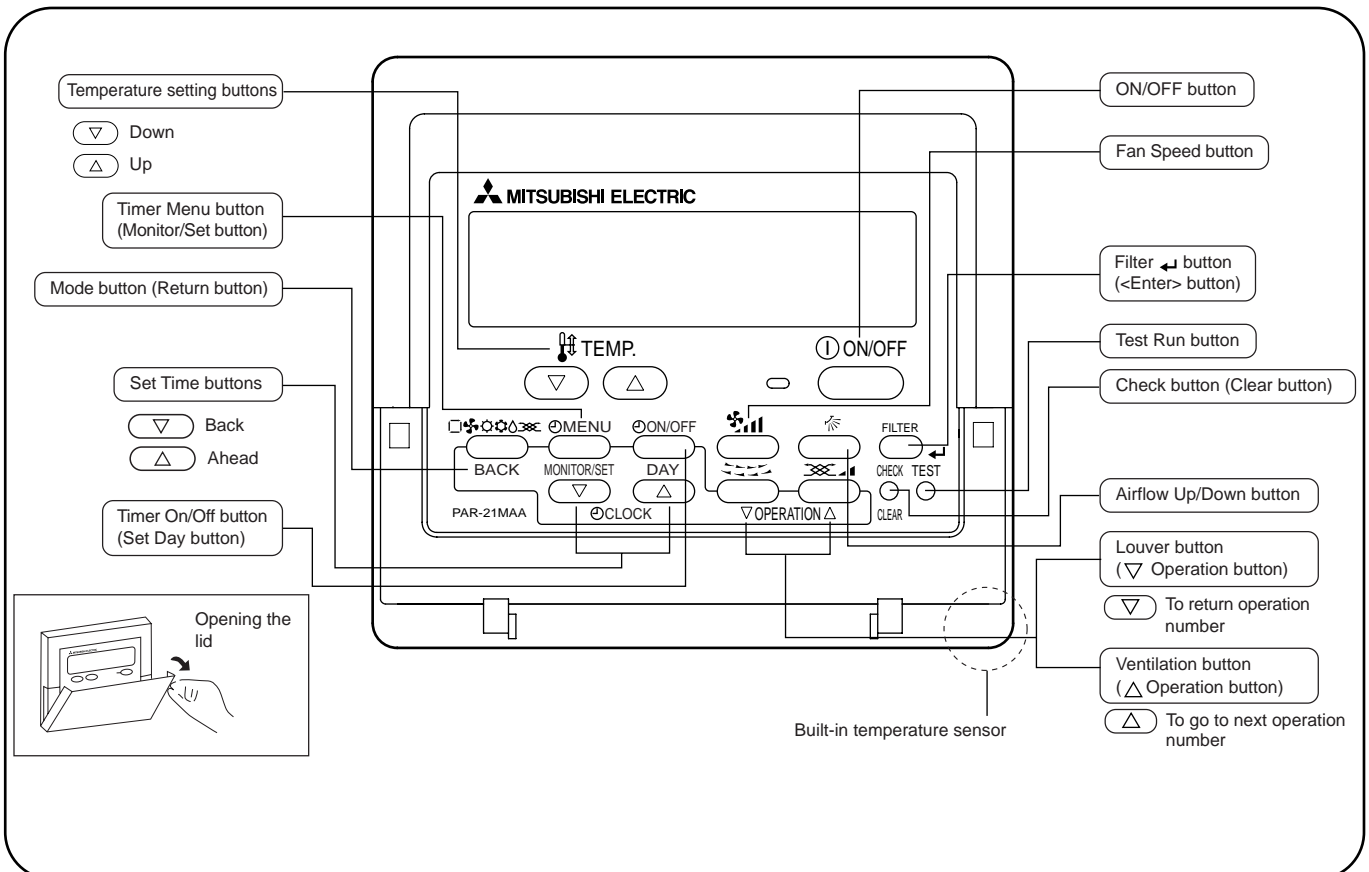 Temperature setting buttons
▽ Down
△ Up
Timer Menu button
(Monitor/Set button)
Mode button (Return button)
Set Time buttons
▽ Back
△ Ahead
Timer On/Off button
(Set Day button)
Opening the
lid
MITSUBISHI ELECTRIC
TEMP.
ON/OFF
▽ △
MENU ON/OFF FILTER
BACK MONITOR/SET DAY CHECK TEST
▽ △
PAR-21MAA CLOCK ▽ OPERATION △ CLEAR
ON/OFF button
Fan Speed button
Filter ↵ button
(<Enter> button)
Test Run button
Check button (Clear button)
Airflow Up/Down button
Louver button
(▽ Operation button)
▽ To return operation
number
Ventilation button
(△ Operation button)
△ To go to next operation
number
Built-in temperature sensor